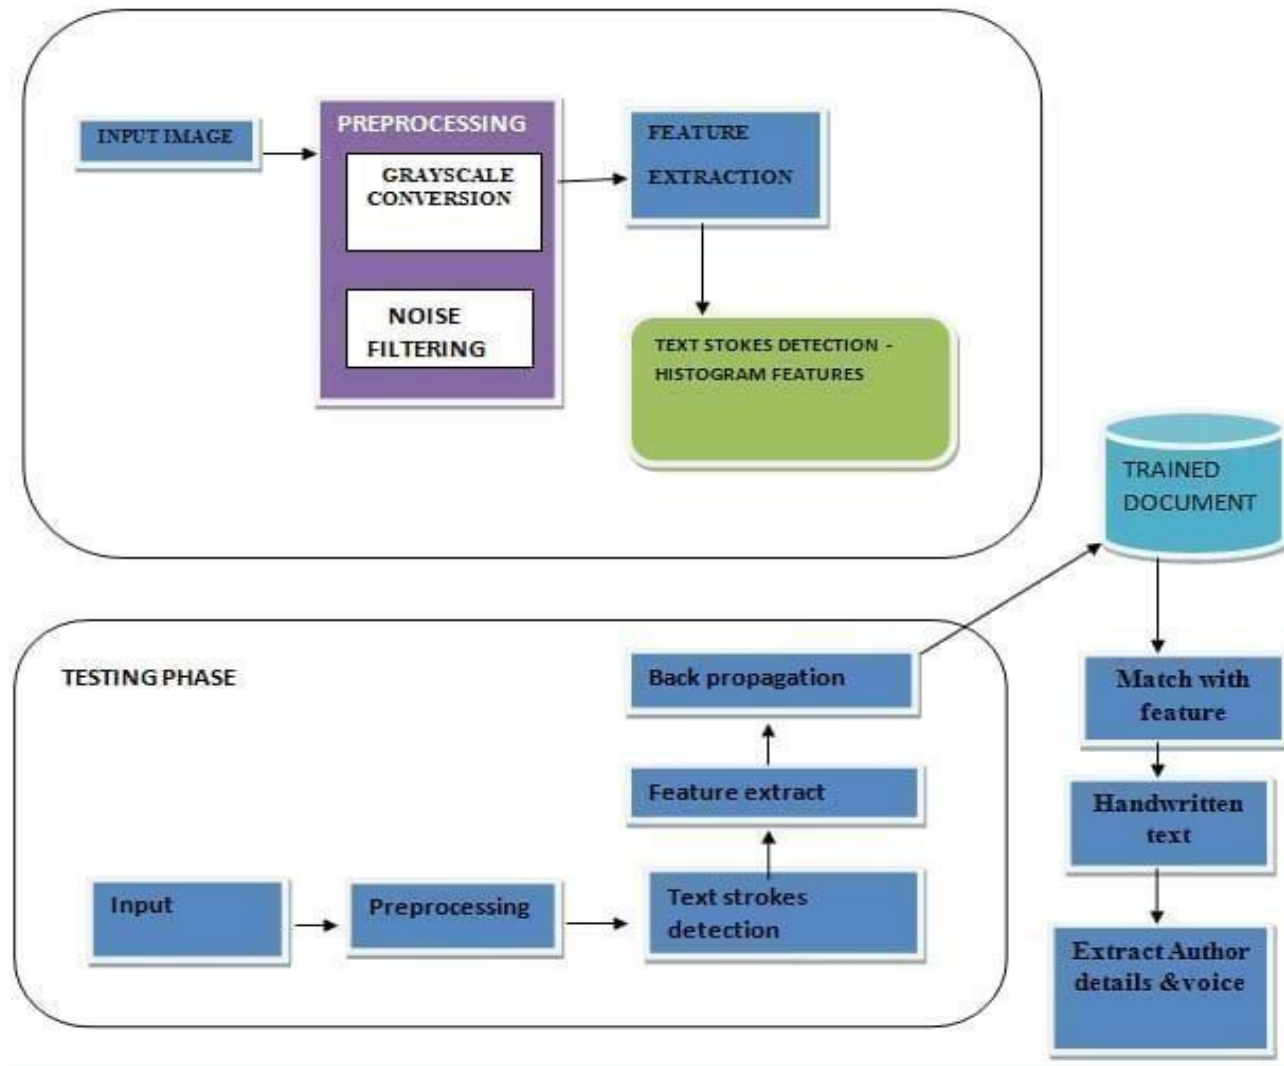 INPUT IMAGE
PREPROCESSING
GRAYSCALE
CONVERSION
NOISE
FILTERING
FEATURE
EXTRACTION
TEXT STOKES DETECTION -
HISTOGRAM FEATURES
TRAINED
DOCUMENT
TESTING PHASE
Back propagation
Feature extract
Input
Preprocessing
Text strokes
detection
Match with
feature
Handwritten
text
Extract Author
details &voice